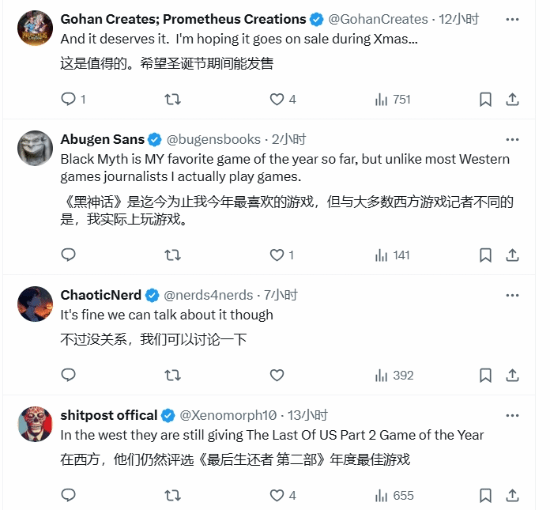 Gohan Creates; Prometheus Creations @GohanCreates · 12小时
And it deserves it. I'm hoping it goes on sale during Xmas...
这是值得的。希望圣诞节期间能发售
1 4 751
Abugen Sans @bugensbooks · 2小时
Black Myth is MY favorite game of the year so far, but unlike most Western
games journalists I actually play games.
《黑神话》是迄今为止我今年最喜欢的游戏，但与大多数西方游戏记者不同的
是，我实际上玩游戏。
1 141
ChaoticNerd @nerds4nerds · 7小时
It's fine we can talk about it though
不过没关系，我们可以讨论一下
392
shitpost offical @Xenomorph10 · 13小时
In the west they are still giving The Last Of US Part 2 Game of the Year
在西方，他们仍然评选《最后生还者 第二部》年度最佳游戏
4 655